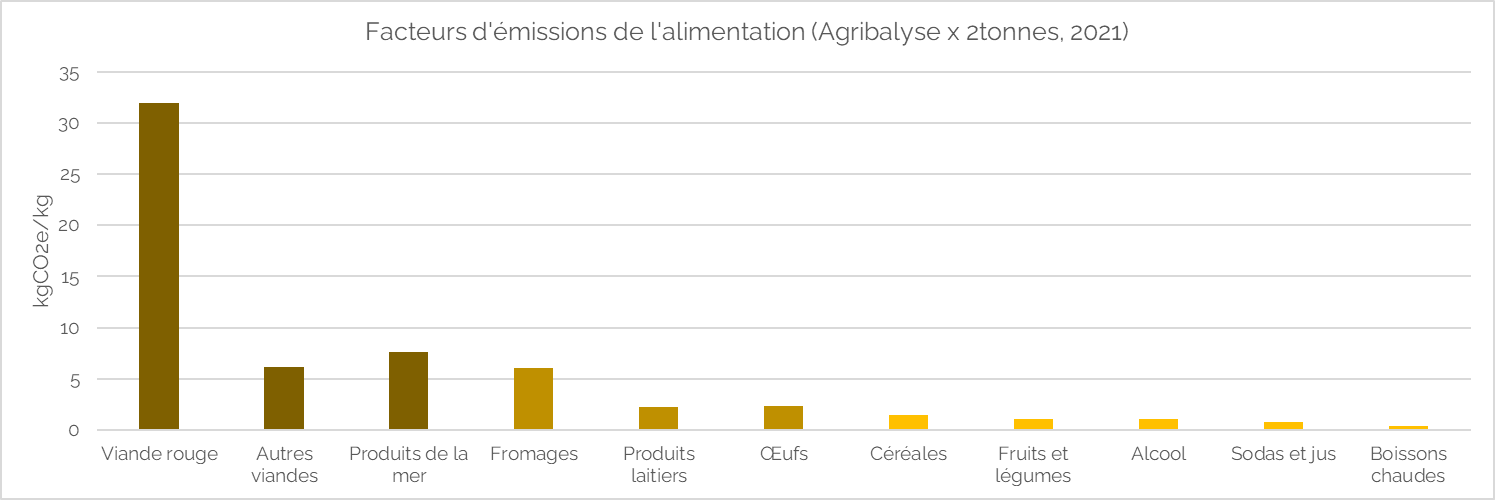 Facteurs d'émissions de l'alimentation (Agribalyse x 2tonnes, 2021)
kgCO2e/kg
35
30
25
20
15
10
5
0
Viande rouge
Autres
viandes
Produits de la
mer
Fromages
Produits
laitiers
Œufs
Céréales
Fruits et
légumes
Alcool
Sodas et jus
Boissons
chaudes